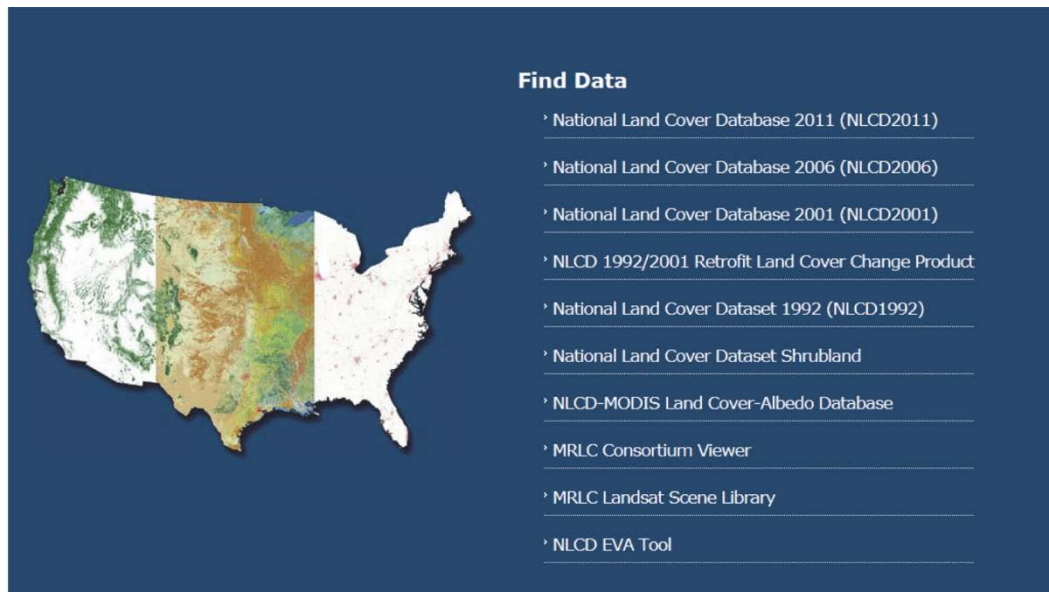 Find Data
National Land Cover Database 2011 (NLCD2011)
National Land Cover Database 2006 (NLCD2006)
National Land Cover Database 2001 (NLCD2001)
NLCD 1992/2001 Retrofit Land Cover Change Product
National Land Cover Dataset 1992 (NLCD1992)
National Land Cover Dataset Shrubland
NLCD-MODIS Land Cover-Albedo Database
MRLC Consortium Viewer
MRLC Landsat Scene Library
NLCD EVA Tool